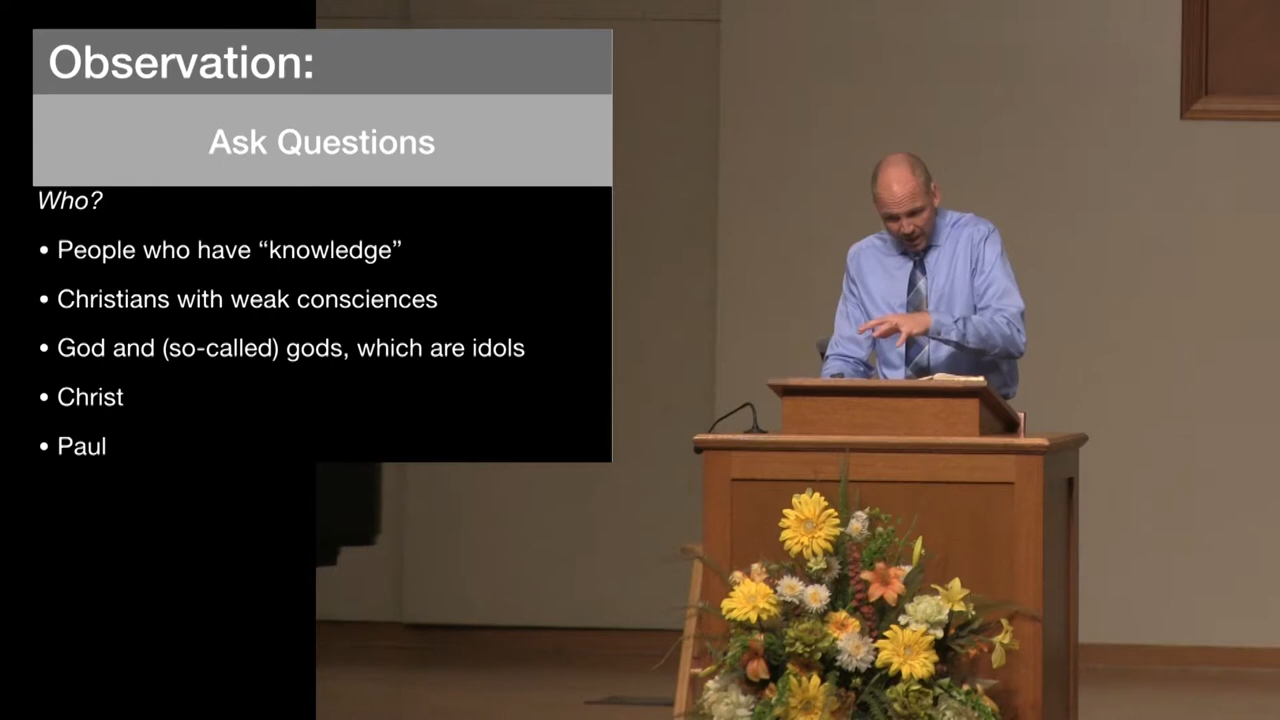 Observation:
Ask Questions
Who?
• People who have “knowledge”
• Christians with weak consciences
• God and (so-called) gods, which are idols
• Christ
• Paul